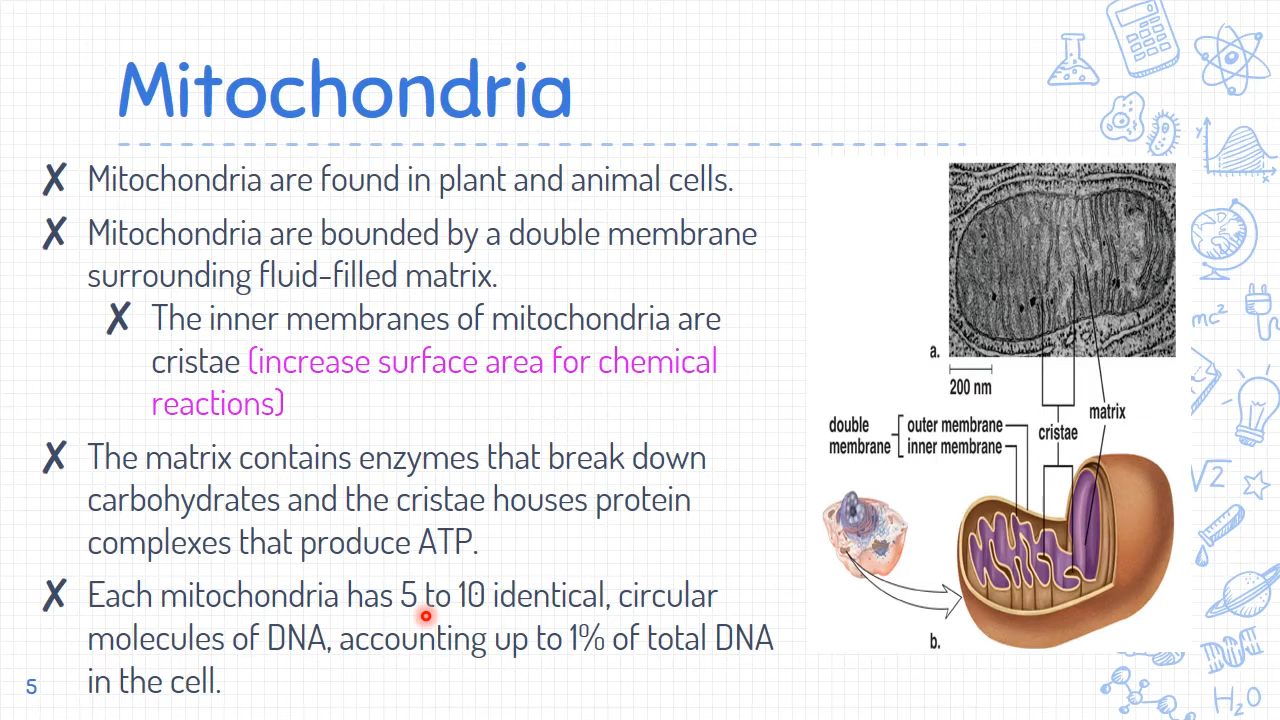 Mitochondria
✗ Mitochondria are found in plant and animal cells.
✗ Mitochondria are bounded by a double membrane
surrounding fluid-filled matrix.
✗ The inner membranes of mitochondria are
cristae (increase surface area for chemical
reactions)
✗ The matrix contains enzymes that break down
carbohydrates and the cristae houses protein
complexes that produce ATP.
✗ Each mitochondria has 5 to 10 identical, circular
molecules of DNA, accounting up to 1% of total DNA
in the cell.
5
a.
200 nm
double
membrane
outer membrane
inner membrane
cristae
matrix
b.
y
x
mc²
√2
H₂O